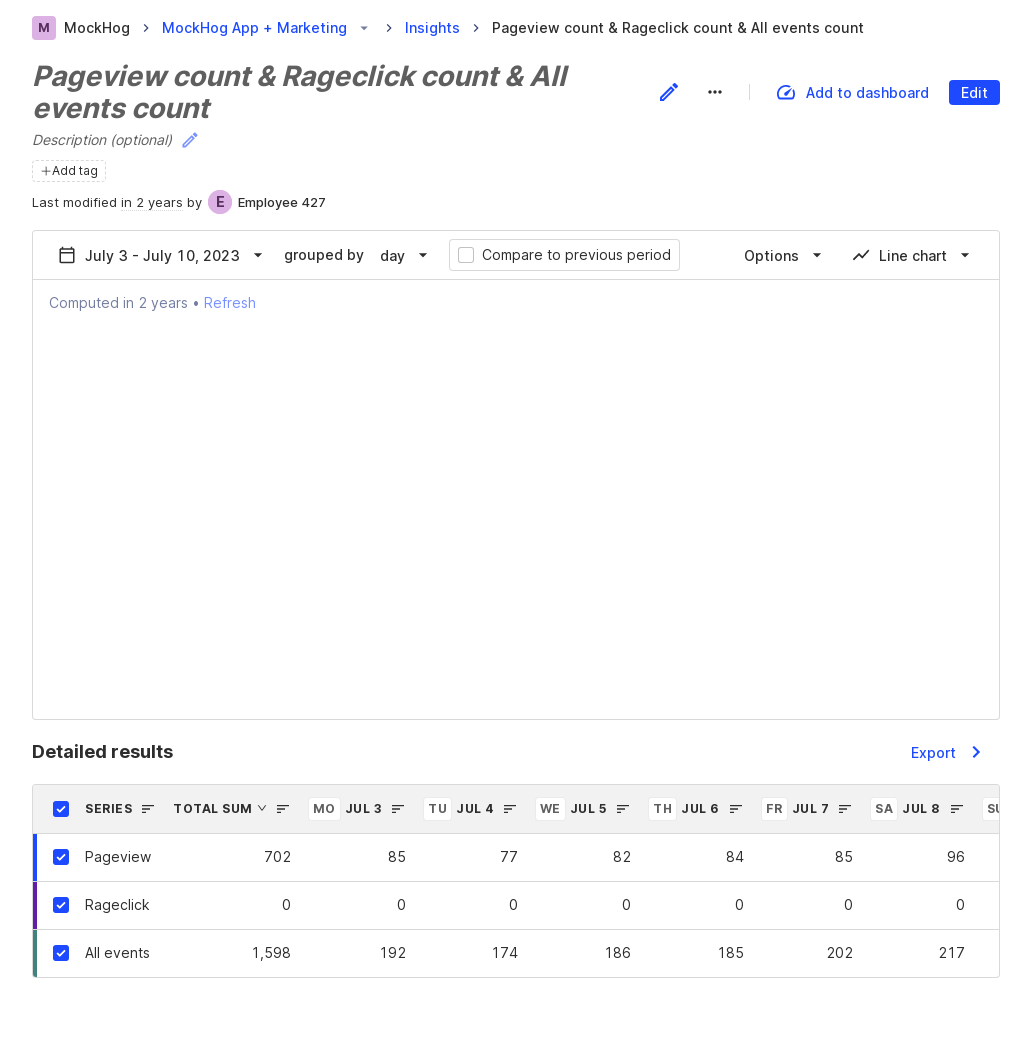 M MockHog MockHog App + Marketing Insights Pageview count & Rageclick count & All events count
Pageview count & Rageclick count & All
events count
Add to dashboard Edit
Description (optional)
Add tag
Last modified in 2 years by E Employee 427
July 3 - July 10, 2023 grouped by day Compare to previous period Options Line chart
Computed in 2 years • Refresh
Detailed results Export
SERIES TOTAL SUM MO JUL 3 TU JUL 4 WE JUL 5 TH JUL 6 FR JUL 7 SA JUL 8
Pageview 702 85 77 82 84 85 96
Rageclick 0 0 0 0 0 0 0
All events 1,598 192 174 186 185 202 217